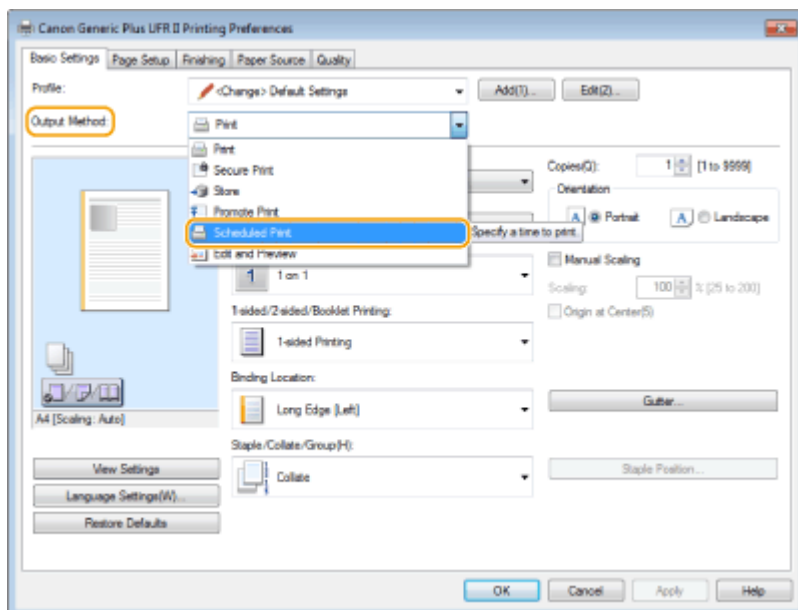 Canon Generic Plus UFR II Printing Preferences
Basic Settings Page Setup Finishing Paper Source Quality
Profile: <Change> Default Settings Add(1)... Edit(2)...
Output Method: Print
Print
Secure Print
Store
Promote Print
Scheduled Print
Specify a time to print.
Edit and Preview
Copies(Q): 1 [1 to 9999]
Orientation
A Portrait A Landscape
Manual Scaling
Scaling: 100 % [25 to 200]
Origin at Center(5)
1 1 on 1
1-sided/2-sided/Booklet Printing:
1-sided Printing
Binding Location:
Long Edge [Left]
Gutter...
A4 [Scaling: Auto]
Staple/Collate/Group(H):
Collate
Staple Position...
View Settings
Language Settings(W)...
Restore Defaults
OK Cancel Apply Help